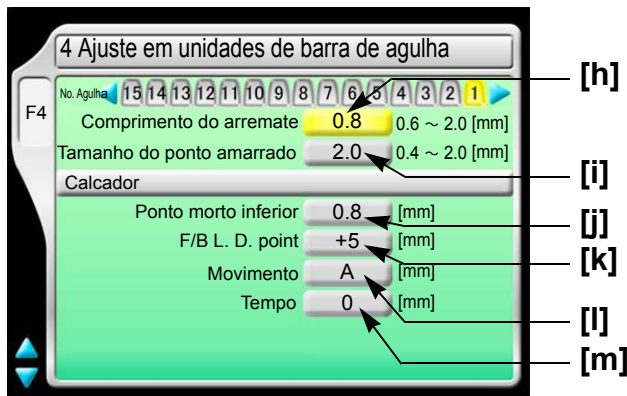 4 Ajuste em unidades de barra de agulha
F4
No. Agulha 15 14 13 12 11 10 9 8 7 6 5 4 3 2 1
[h]
Comprimento do arremate 0.8 0.6 ~ 2.0 [mm]
Tamanho do ponto amarrado 2.0 0.4 ~ 2.0 [mm]
[i]
Calcador
Ponto morto inferior 0.8 [mm]
[j]
F/B L. D. point +5 [mm]
[k]
Movimento A [mm]
[l]
Tempo 0 [mm]
[m]